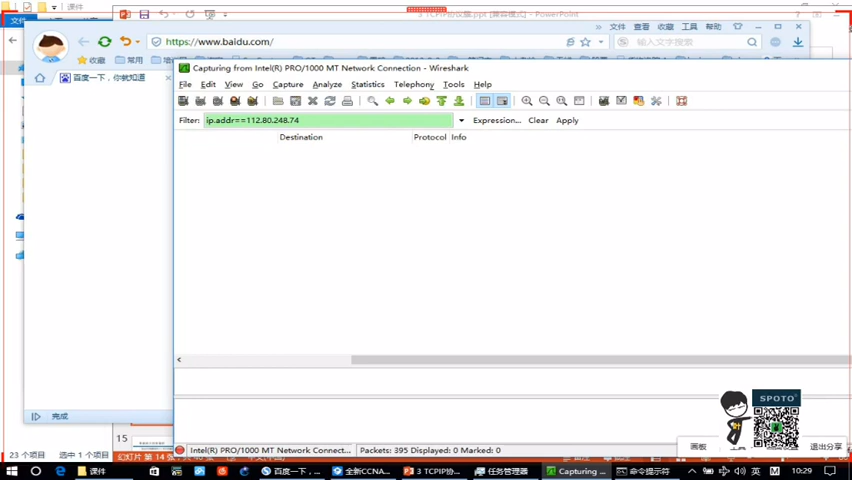 3 TCPIP协议簇.ppt [兼容模式] - PowerPoint
文件
课件
文件 查看 收藏 工具 帮助
https://www.baidu.com/
输入文字搜索
收藏 常用
百度一下，你就知道
Capturing from Intel(R) PRO/1000 MT Network Connection - Wireshark
File Edit View Go Capture Analyze Statistics Telephony Tools Help
Filter: ip.addr==112.80.248.74 Expression... Clear Apply
Destination Protocol Info
完成
SPOTO
15
画板 工具 退出分享
23 个项目 选中 1 个项目
Intel(R) PRO/1000 MT Network Connect... Packets: 395 Displayed: 0 Marked: 0
课件 百度一下，... 全新CCNA... 3 TCPIP协... 任务管理器 Capturing ... 命令提示符 英 M 10:29